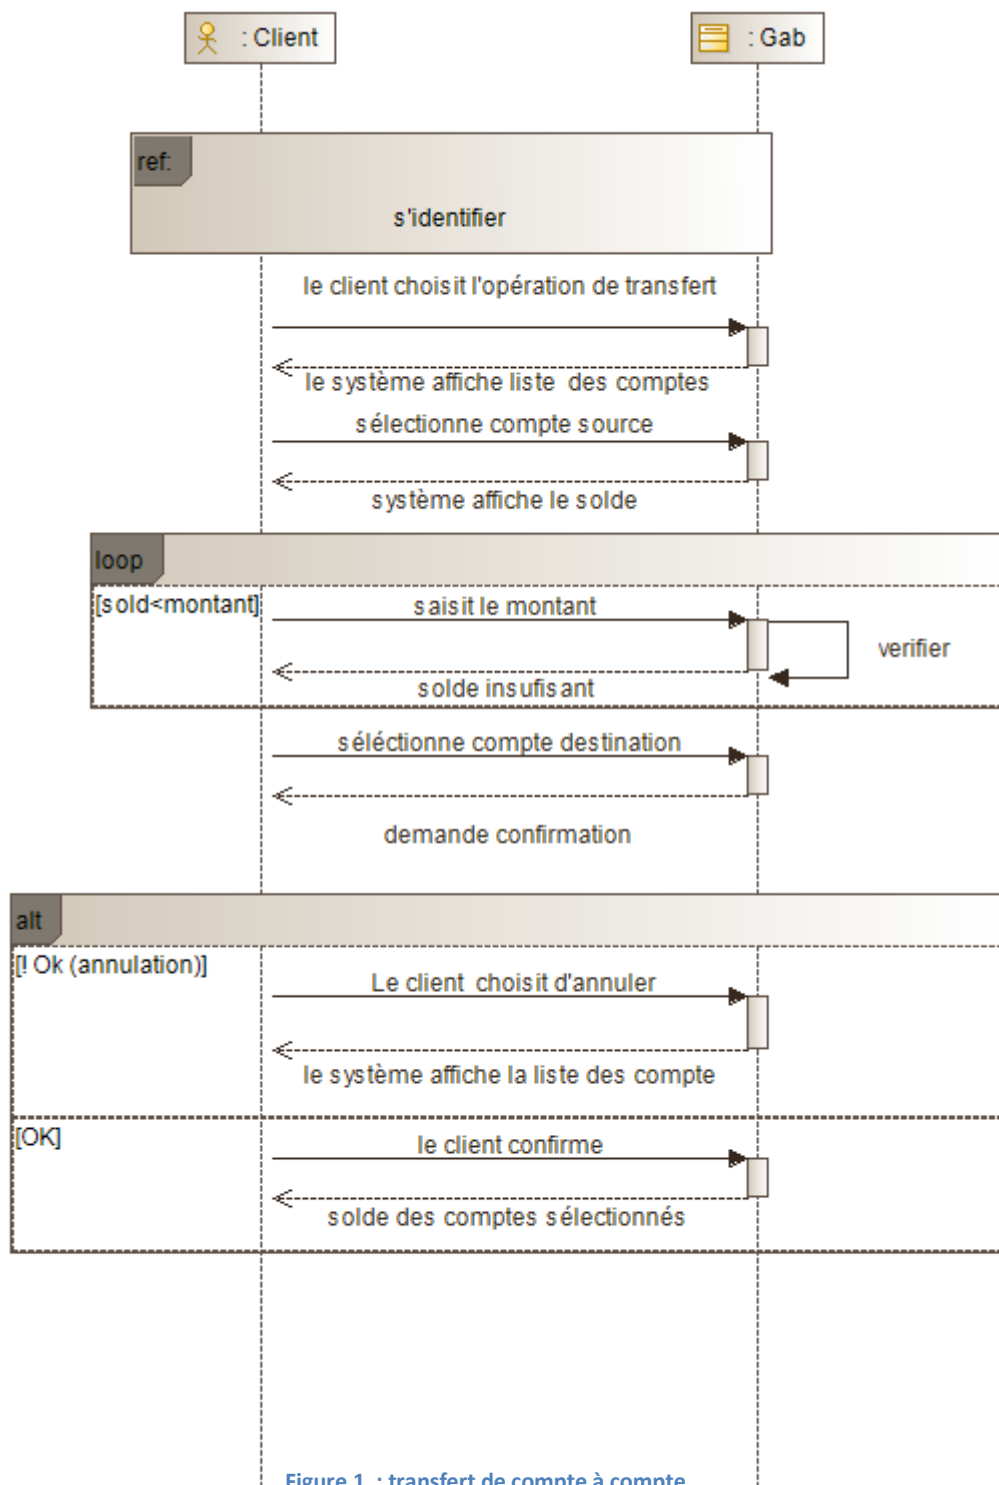 : Client
: Gab
ref:
s'identifier
le client choisit l'opération de transfert
le système affiche liste des comptes
sélectionne compte source
système affiche le solde
loop
[sold<montant]
saisit le montant
verifier
solde insufisant
séléctionne compte destination
demande confirmation
alt
[! Ok (annulation)]
Le client choisit d'annuler
le système affiche la liste des compte
[OK]
le client confirme
solde des comptes sélectionnés
Figure 1 : transfert de compte à compte